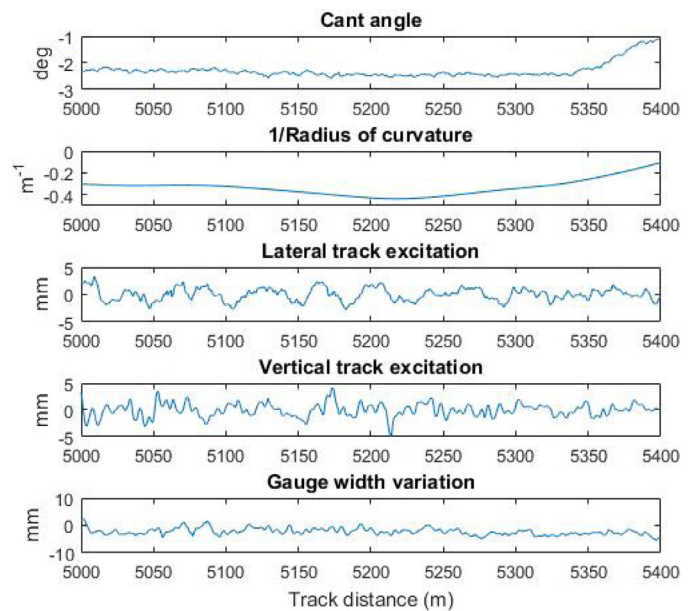 Cant angle
deg
-1
-2
-3
5000 5050 5100 5150 5200 5250 5300 5350 5400
1/Radius of curvature
m-1
0
-0.2
-0.4
5000 5050 5100 5150 5200 5250 5300 5350 5400
Lateral track excitation
mm
5
0
-5
5000 5050 5100 5150 5200 5250 5300 5350 5400
Vertical track excitation
mm
5
0
-5
5000 5050 5100 5150 5200 5250 5300 5350 5400
Gauge width variation
mm
10
0
-10
5000 5050 5100 5150 5200 5250 5300 5350 5400
Track distance (m)